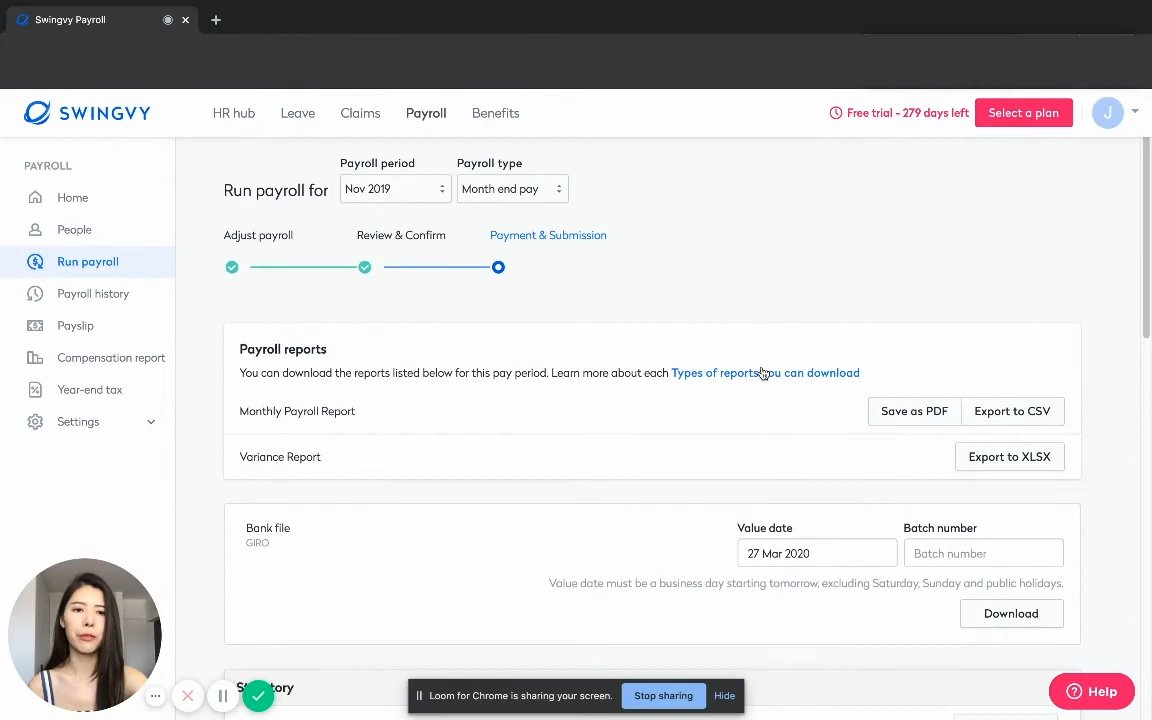 Swingvy Payroll
SWINGVY
HR hub
Leave
Claims
Payroll
Benefits
Free trial - 279 days left
Select a plan
J
PAYROLL
Home
People
Run payroll
Payroll history
Payslip
Compensation report
Year-end tax
Settings
Payroll period
Payroll type
Run payroll for
Nov 2019
Month end pay
Adjust payroll
Review & Confirm
Payment & Submission
Payroll reports
You can download the reports listed below for this pay period. Learn more about each Types of reports you can download
Monthly Payroll Report
Save as PDF
Export to CSV
Variance Report
Export to XLSX
Bank file
GIRO
Value date
Batch number
27 Mar 2020
Batch number
Value date must be a business day starting tomorrow, excluding Saturday, Sunday and public holidays.
Download
Loom for Chrome is sharing your screen.
Stop sharing
Hide
Help